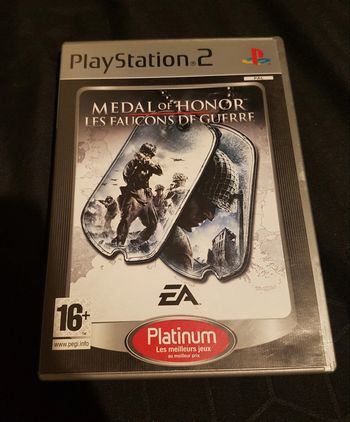 PlayStation 2
PAL
MEDAL OF HONOR
LES FAUCONS DE GUERRE
EA
16+
www.pegi.info
Platinum
Les meilleurs jeux
au meilleur prix